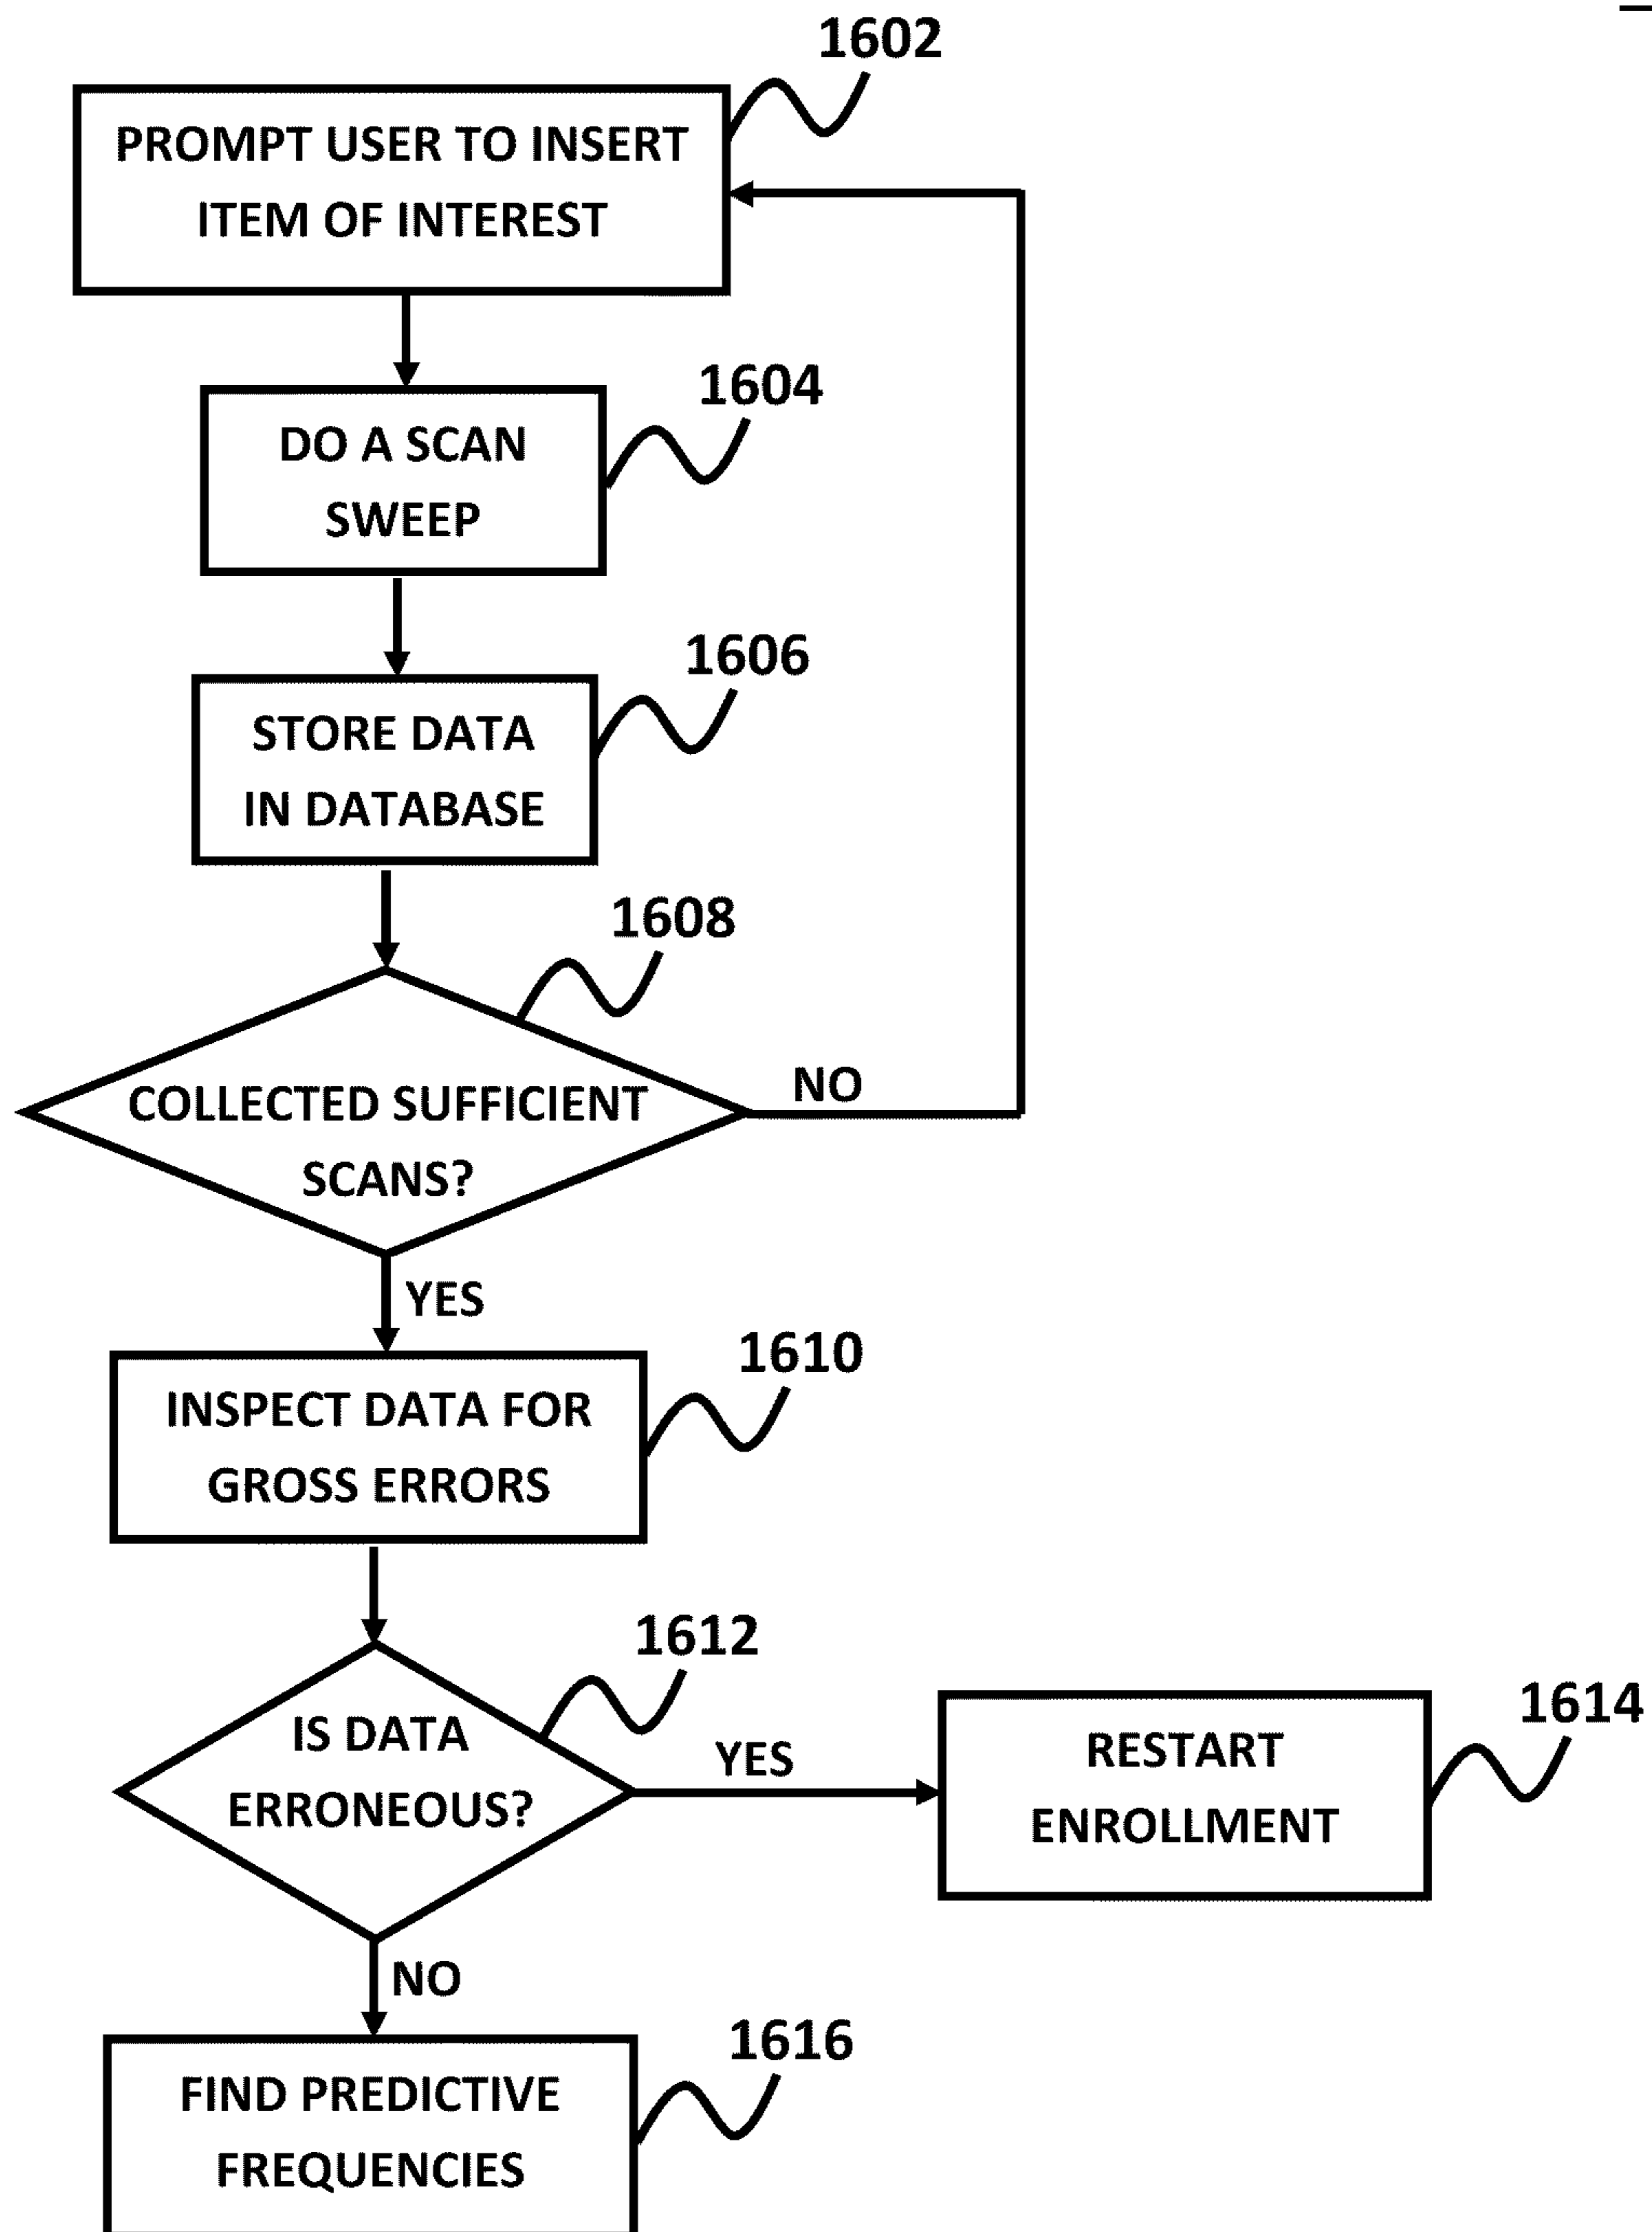 1602
PROMPT USER TO INSERT
ITEM OF INTEREST
1604
DO A SCAN
SWEEP
1606
STORE DATA
IN DATABASE
1608
COLLECTED SUFFICIENT
SCANS?
NO
YES
1610
INSPECT DATA FOR
GROSS ERRORS
1612
IS DATA
ERRONEOUS?
YES
1614
RESTART
ENROLLMENT
NO
1616
FIND PREDICTIVE
FREQUENCIES